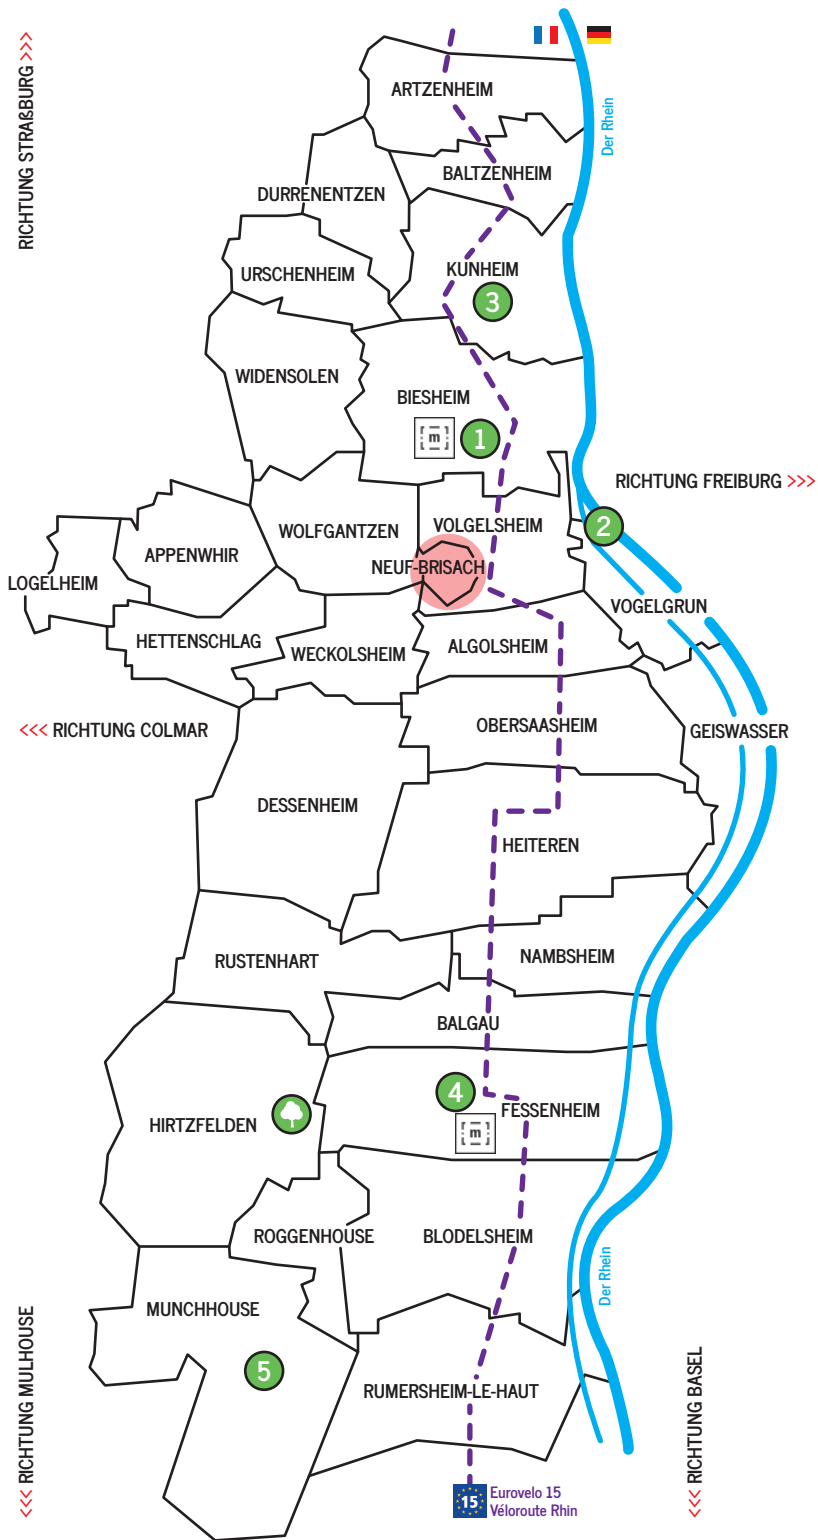 RICHTUNG STRAßBURG >>>
Der Rhein
ARTZENHEIM
BALTZENHEIM
DURRENENTZEN
URSCHENHEIM
KUNHEIM
3
WIDENSOLEN
BIESHEIM
m
1
RICHTUNG FREIBURG >>>
WOLFGANTZEN
VOLGELSHEIM
2
APPENWHIR
LOGELHEIM
NEUF-BRISACH
VOGELGRUN
HETTENSCHLAG
WECKOLSHEIM
ALGOLSHEIM
<<< RICHTUNG COLMAR
OBERSAASHEIM
GEISWASSER
DESSENHEIM
HEITEREN
RUSTENHART
NAMBSHEIM
BALGAU
4
FESSENHEIM
m
HIRTZFELDEN
ROGGENHOUSE
BLODELSHEIM
Der Rhein
MUNCHHOUSE
5
RUMERSHEIM-LE-HAUT
<<< RICHTUNG MULHOUSE
<<< RICHTUNG BASEL
15
Eurovelo 15
Véloroute Rhin